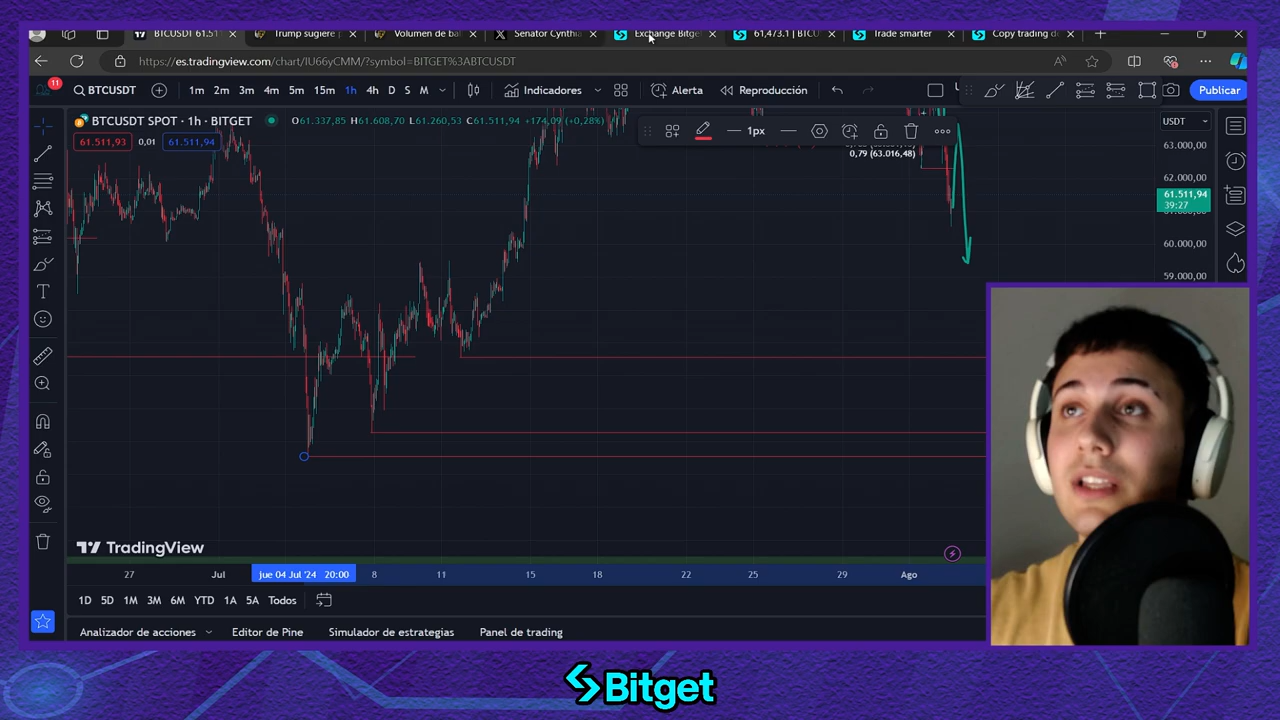 BTCUSDT 61.511
Trump sugiere
Volumen de ba
Senator Cynthia
Exchange Bitget
61,473.1 | BTCU
Trade smarter
Copy trading d
https://es.tradingview.com/chart/IU66yCMM/?symbol=BITGET%3ABTCUSDT
11
BTCUSDT
1m 2m 3m 4m 5m 15m 1h 4h D S M
Indicadores
Alerta
Reproducción
Publicar
BTCUSDT SPOT · 1h · BITGET
O61.337,85 H61.608,70 L61.260,53 C61.511,94 +174,09 (+0,28%)
1px
USDT
61.511,93
0,01
61.511,94
0,79 (63.016,48)
63.000,00
62.000,00
61.511,94
39:27
60.000,00
59.000,00
TradingView
27 Jul jue 04 Jul '24 20:00 8 11 15 18 22 25 29 Ago
1D 5D 1M 3M 6M YTD 1A 5A Todos
Analizador de acciones
Editor de Pine
Simulador de estrategias
Panel de trading
Bitget